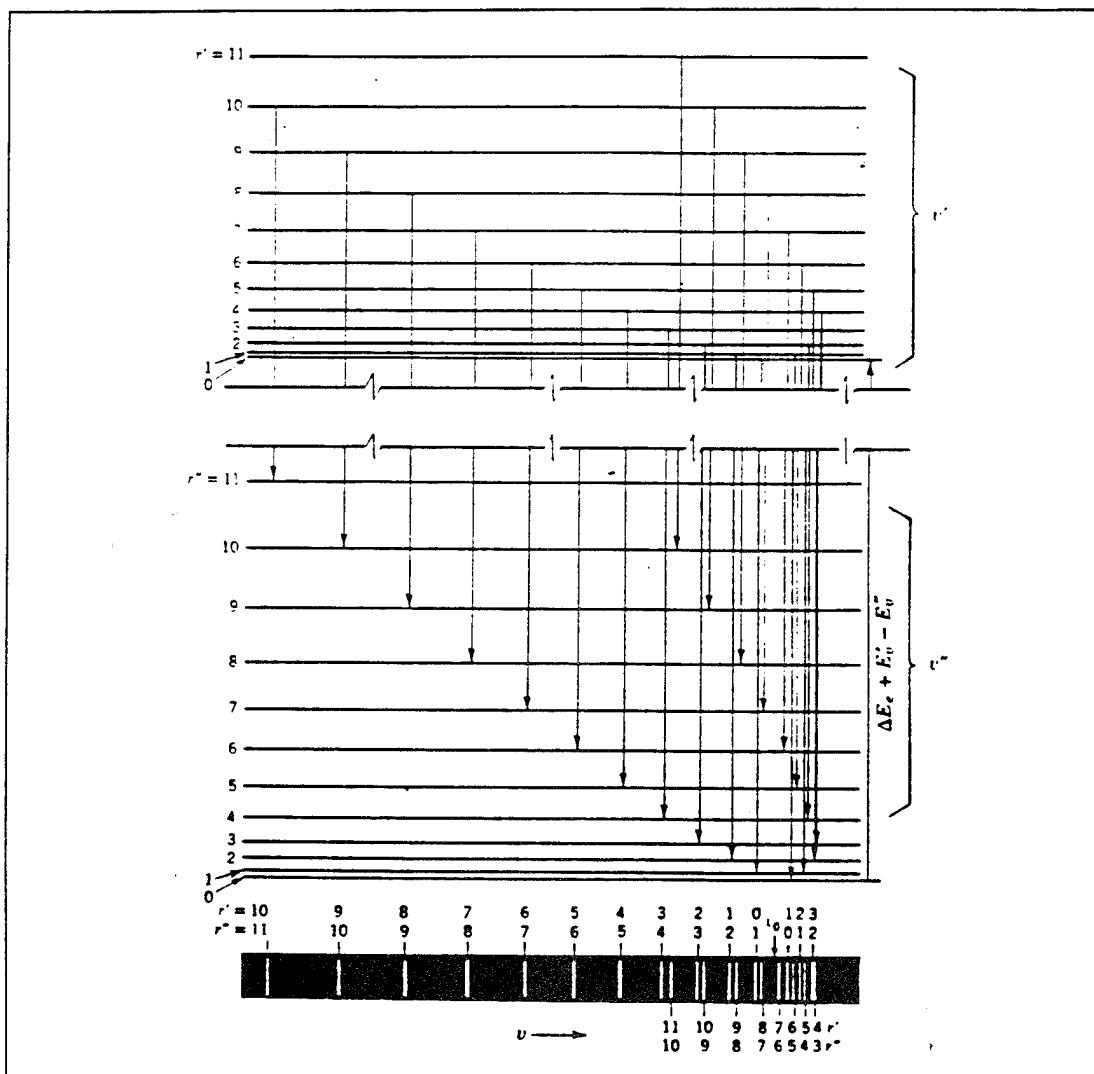 r' = 11
10
9
8
7
6
5
4
3
2
1
0
v'
r" = 11
10
9
8
7
6
5
4
3
2
1
0
ΔE_e + E'_v − E"_v
v"
r' = 10 9 8 7 6 5 4 3 2 1 0 1 2 3
r" = 11 10 9 8 7 6 5 4 3 2 1 0 1 2
υ
11 10 9 8 7 6 5 4 r'
10 9 8 7 6 5 4 3 r"